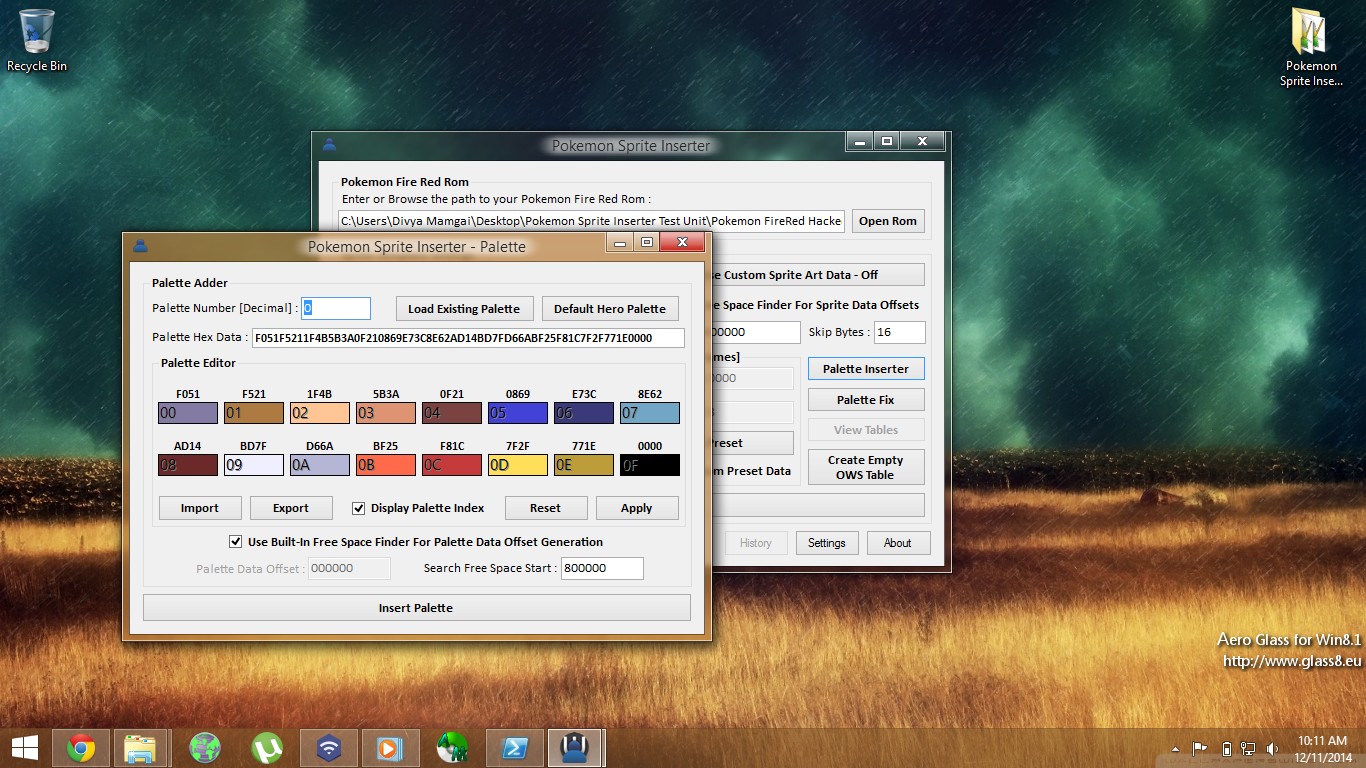 Recycle Bin
Pokemon
Sprite Inse...
Pokemon Sprite Inserter
Pokemon Fire Red Rom
Enter or Browse the path to your Pokemon Fire Red Rom :
C:\Users\Divya Mamgai\Desktop\Pokemon Sprite Inserter Test Unit\Pokemon FireRed Hacke
Open Rom
Custom Sprite Art Data - Off
Space Finder For Sprite Data Offsets
Skip Bytes : 16
Palette Inserter
Palette Fix
View Tables
Preset
Preset Data
Create Empty
OWS Table
History
Settings
About
Pokemon Sprite Inserter - Palette
Palette Adder
Palette Number [Decimal] : 0
Load Existing Palette
Default Hero Palette
Palette Hex Data : F051F5211F4B5B3A0F210869E73C8E62AD14BD7FD66ABF25F81C7F2F771E0000
Palette Editor
F051 F521 1F4B 5B3A 0F21 0869 E73C 8E62
00 01 02 03 04 05 06 07
AD14 BD7F D66A BF25 F81C 7F2F 771E 0000
08 09 0A 0B 0C 0D 0E 0F
Import
Export
Display Palette Index
Reset
Apply
Use Built-In Free Space Finder For Palette Data Offset Generation
Palette Data Offset : 000000
Search Free Space Start : 800000
Insert Palette
Aero Glass for Win8.1
http://www.glass8.eu
10:11 AM
12/11/2014